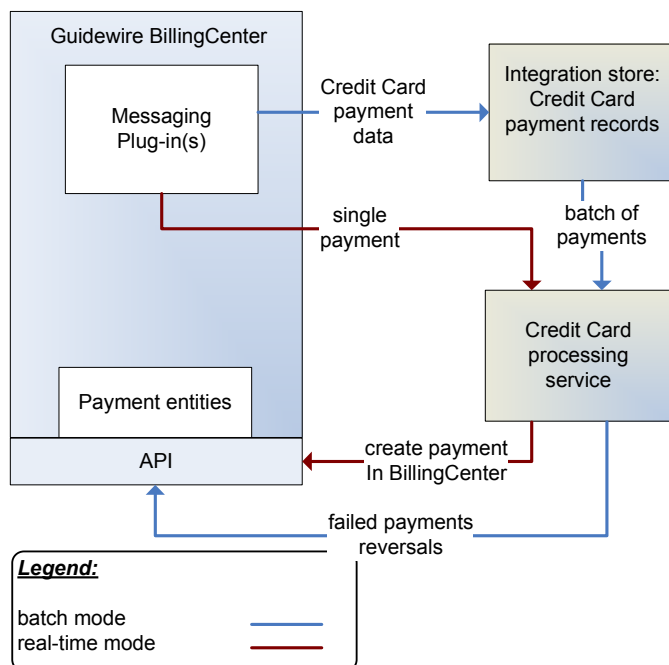 Guidewire BillingCenter
Messaging
Plug-in(s)
Credit Card
payment
data
Integration store:
Credit Card
payment records
single
payment
batch of
payments
Credit Card
processing
service
Payment entities
API
create payment
In BillingCenter
failed payments
reversals
Legend:
batch mode
real-time mode